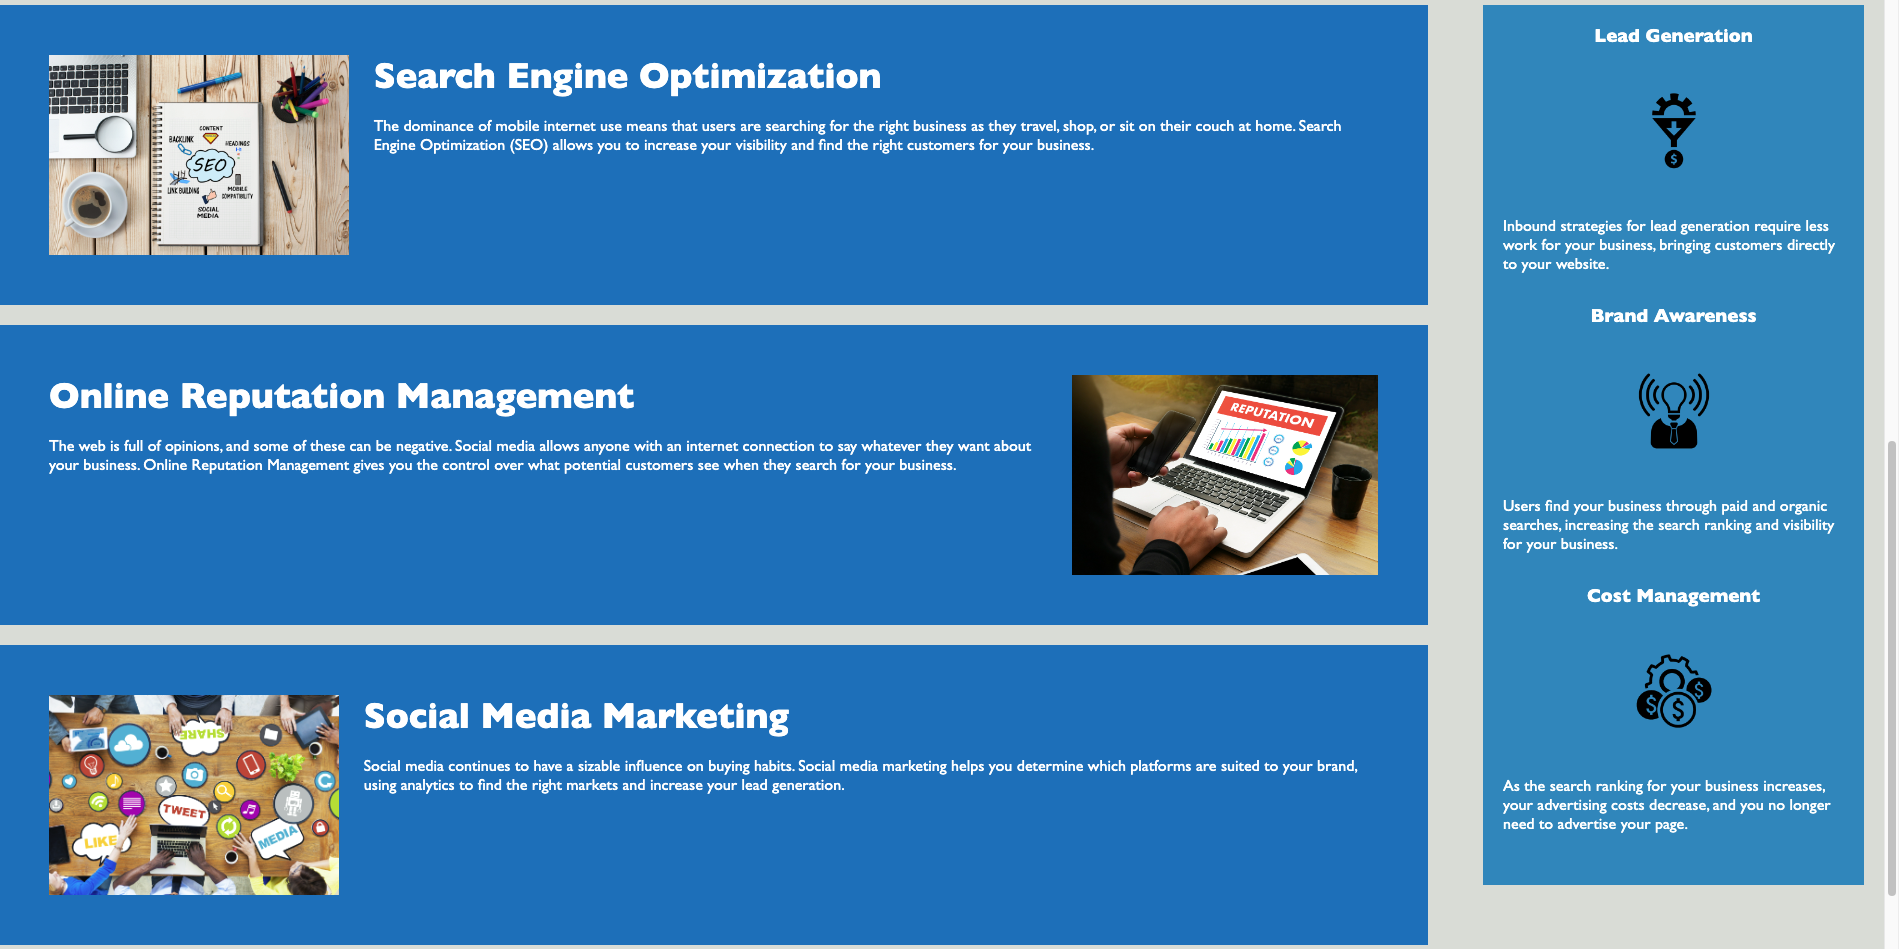 Search Engine Optimization
The dominance of mobile internet use means that users are searching for the right business as they travel, shop, or sit on their couch at home. Search
Engine Optimization (SEO) allows you to increase your visibility and find the right customers for your business.
CONTENT
BACKLINK
HEADINGS
SEO
LINK BUILDING
MOBILE
COMPATIBILITY
SOCIAL
MEDIA
Online Reputation Management
The web is full of opinions, and some of these can be negative. Social media allows anyone with an internet connection to say whatever they want about
your business. Online Reputation Management gives you the control over what potential customers see when they search for your business.
REPUTATION
Social Media Marketing
Social media continues to have a sizable influence on buying habits. Social media marketing helps you determine which platforms are suited to your brand,
using analytics to find the right markets and increase your lead generation.
SHARE
TWEET
LIKE
MEDIA
Lead Generation
$
Inbound strategies for lead generation require less
work for your business, bringing customers directly
to your website.
Brand Awareness
Users find your business through paid and organic
searches, increasing the search ranking and visibility
for your business.
Cost Management
$
$
$
As the search ranking for your business increases,
your advertising costs decrease, and you no longer
need to advertise your page.